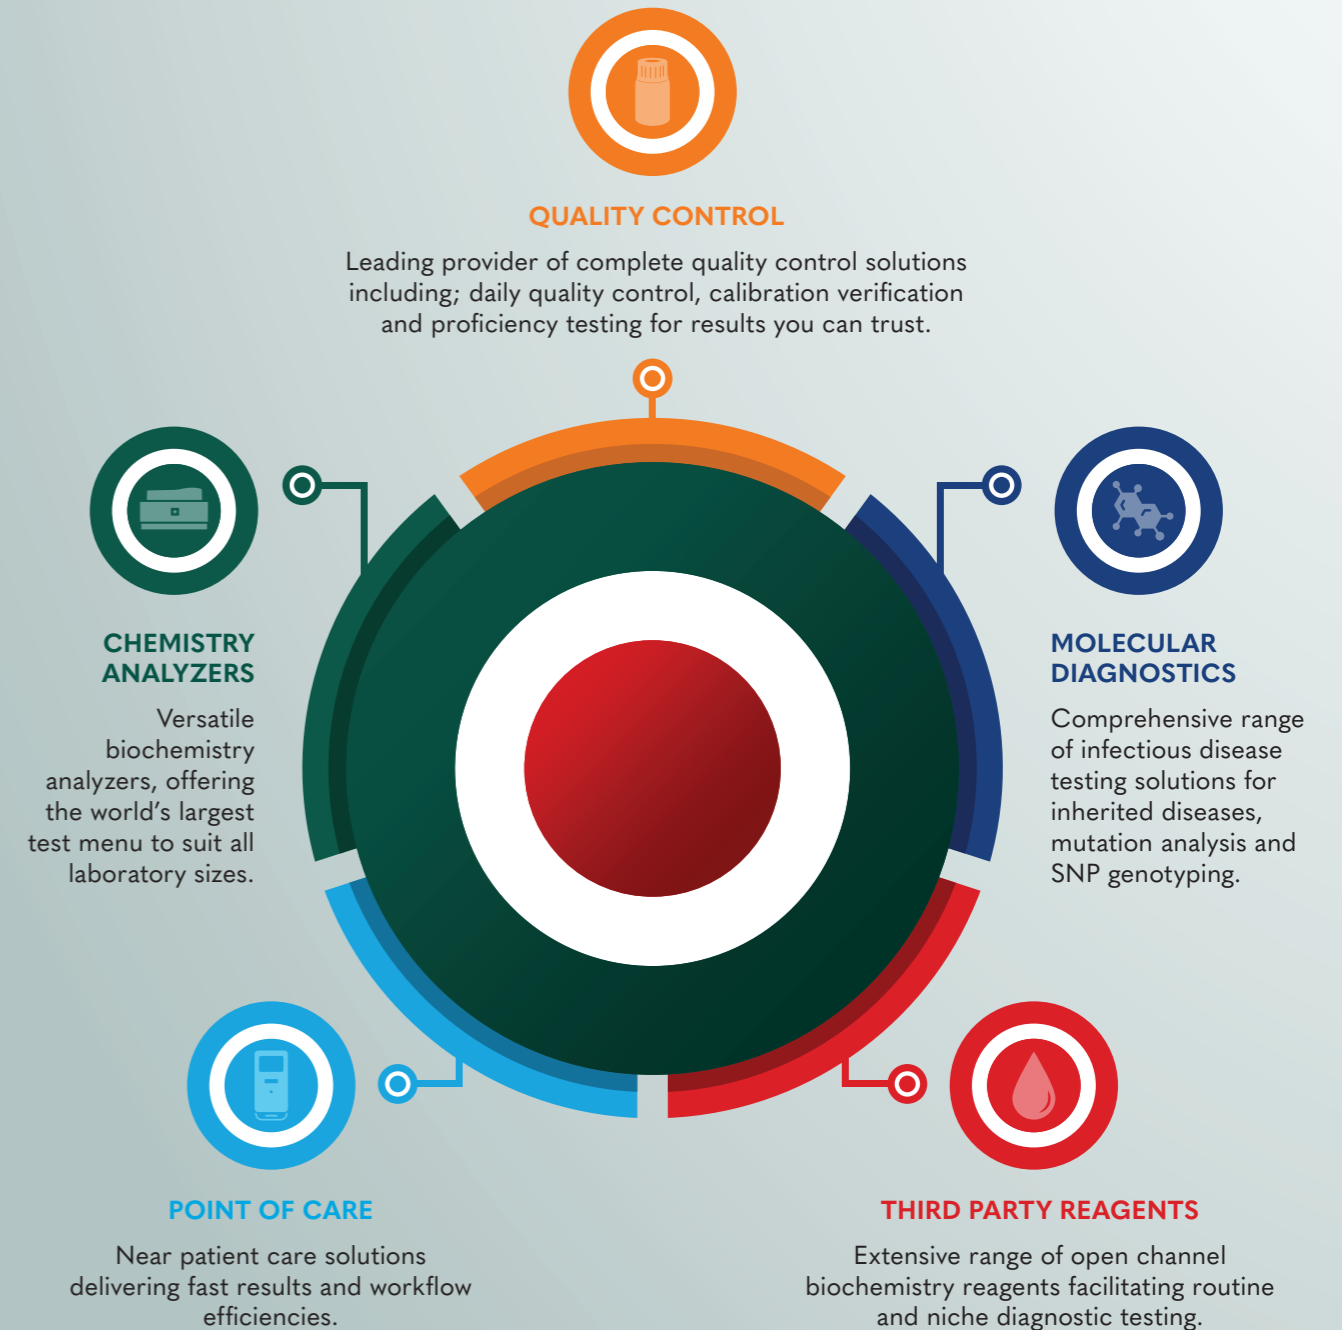 QUALITY CONTROL
Leading provider of complete quality control solutions
including; daily quality control, calibration verification
and proficiency testing for results you can trust.
CHEMISTRY
ANALYZERS
Versatile
biochemistry
analyzers, offering
the world's largest
test menu to suit all
laboratory sizes.
MOLECULAR
DIAGNOSTICS
Comprehensive range
of infectious disease
testing solutions for
inherited diseases,
mutation analysis and
SNP genotyping.
POINT OF CARE
Near patient care solutions
delivering fast results and workflow
efficiencies.
THIRD PARTY REAGENTS
Extensive range of open channel
biochemistry reagents facilitating routine
and niche diagnostic testing.